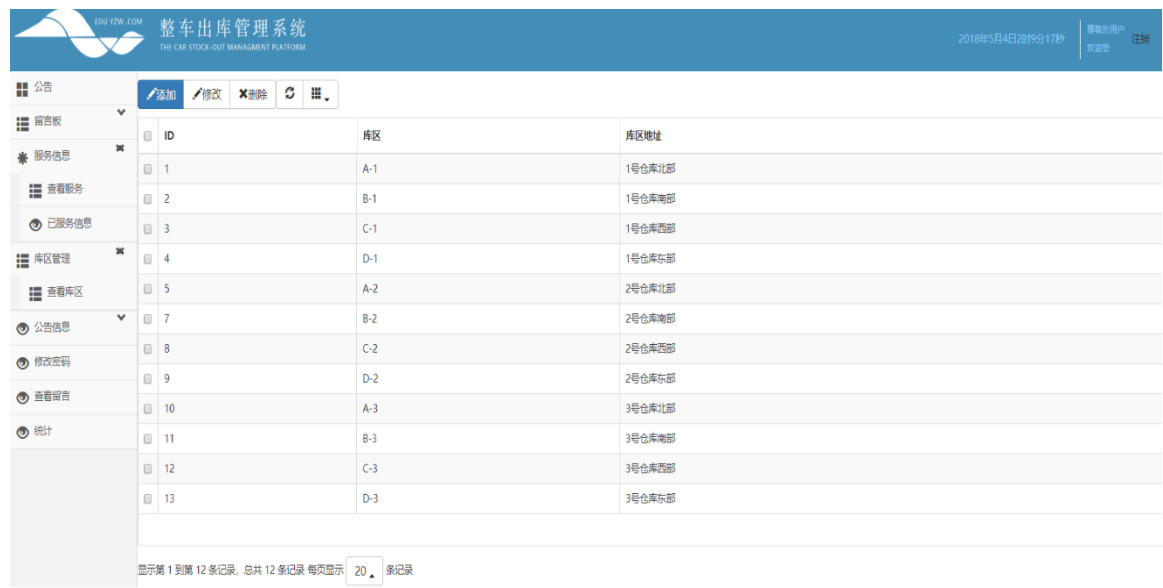 EDU YZW .COM
整车出库管理系统
THE CAR STOCK-OUT MANAGMENT PLATFORM
2018年5月4日2时9分17秒
尊敬的用户
欢迎您
注销
公告
留言板
服务信息
查看服务
已服务信息
库区管理
查看库区
公告信息
修改密码
查看留言
统计
添加 修改 删除
ID 库区 库区地址
1 A-1 1号仓库北部
2 B-1 1号仓库南部
3 C-1 1号仓库西部
4 D-1 1号仓库东部
5 A-2 2号仓库北部
7 B-2 2号仓库南部
8 C-2 2号仓库西部
9 D-2 2号仓库东部
10 A-3 3号仓库北部
11 B-3 3号仓库南部
12 C-3 3号仓库西部
13 D-3 3号仓库东部
显示第 1 到第 12 条记录, 总共 12 条记录 每页显示 20 条记录